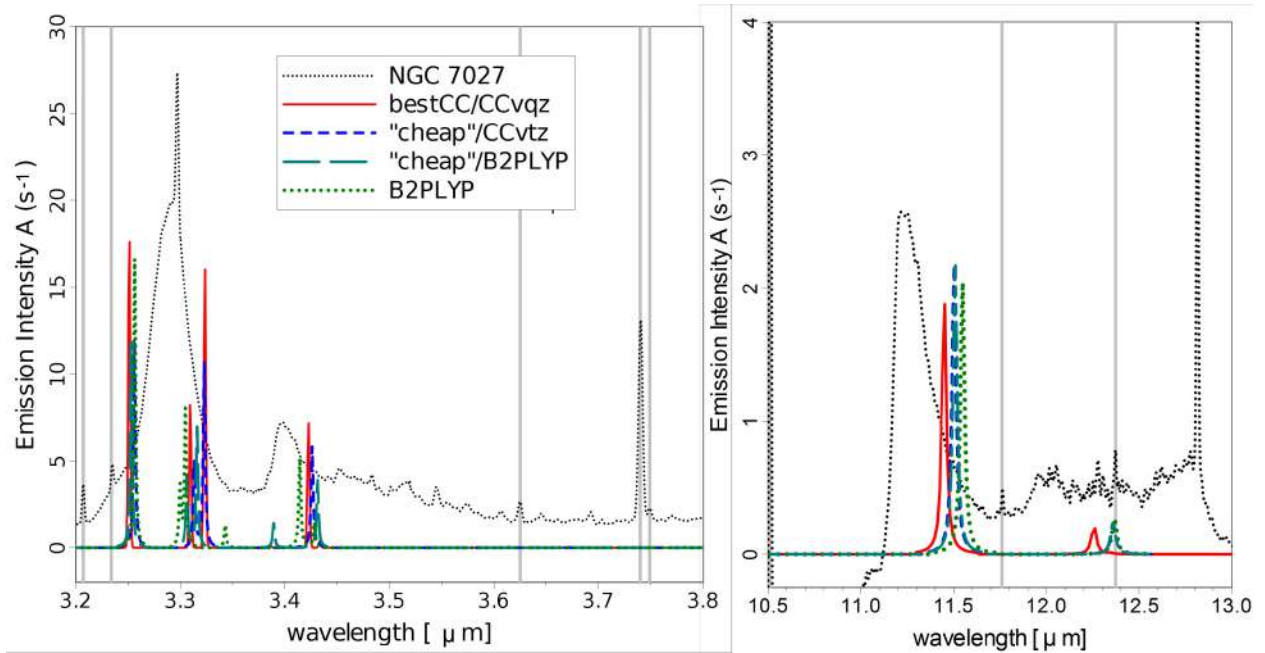 30
25
20
15
10
5
0
Emission Intensity A (s-1)
NGC 7027
bestCC/CCvqz
"cheap"/CCvtz
"cheap"/B2PLYP
B2PLYP
3.2 3.3 3.4 3.5 3.6 3.7 3.8
wavelength [ μm]
4
3
2
1
0
Emission Intensity A (s-1)
10.5 11.0 11.5 12.0 12.5 13.0
wavelength [ μm]